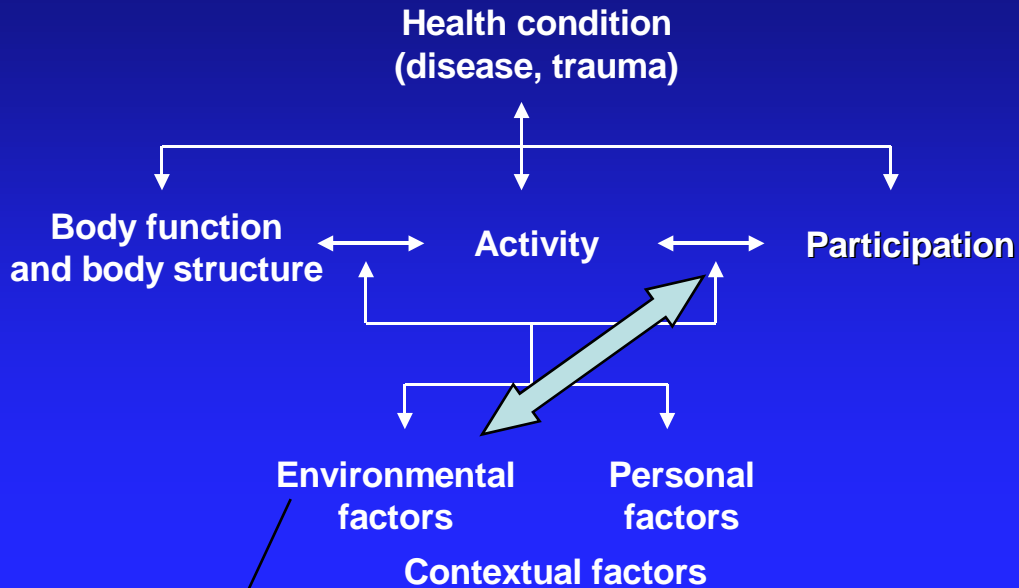 Health condition
(disease, trauma)
Body function
and body structure
Activity
Participation
Environmental
factors
Personal
factors
Contextual factors